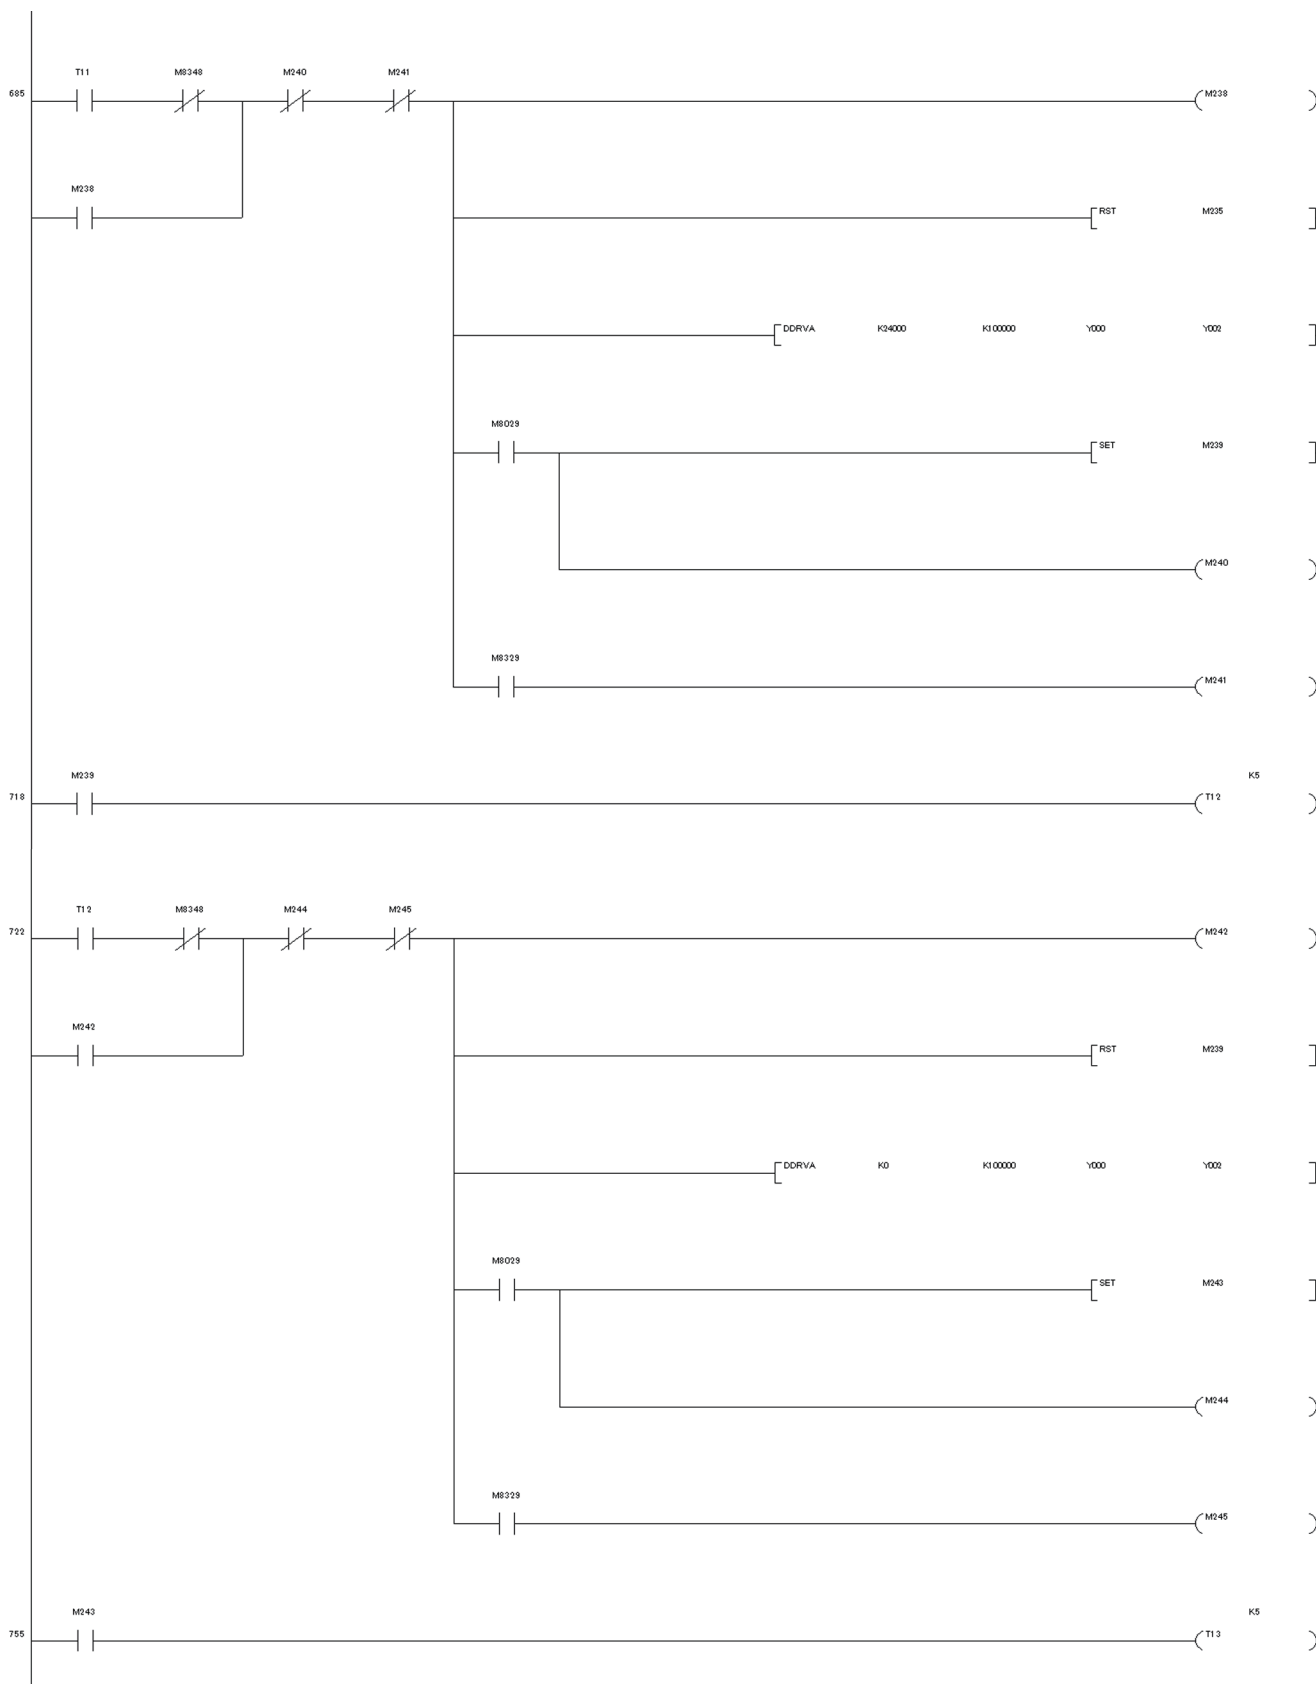 T11 M8348 M240 M241
685 M238
M238
RST M235
DDRVA K24000 K100000 Y000 Y002
M8029
SET M239
M240
M8329
M241
M239 K5
718 T12
T12 M8348 M244 M245
722 M242
M242
RST M239
DDRVA K0 K100000 Y000 Y002
M8029
SET M243
M244
M8329
M245
M243 K5
755 T13